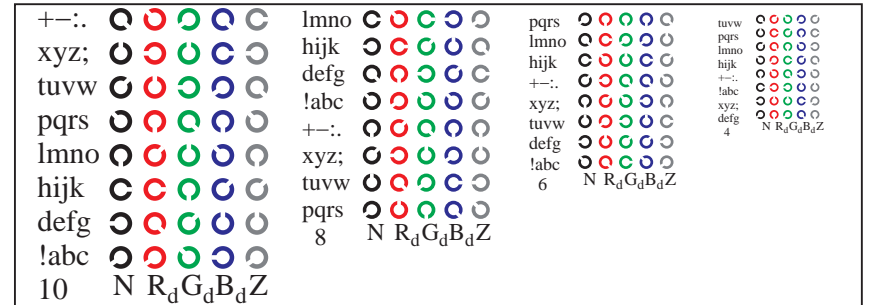 +−:.
xyz;
tuvw
pqrs
lmno
hijk
defg
!abc
10 N RdGdBdZ
lmno
hijk
defg
!abc
+−:.
xyz;
tuvw
pqrs
8 N RdGdBdZ
pqrs
lmno
hijk
+−:.
xyz;
tuvw
defg
!abc
6 N RdGdBdZ
tuvw
pqrs
lmno
hijk
+−:.
!abc
xyz;
defg
4 N RdGdBdZ